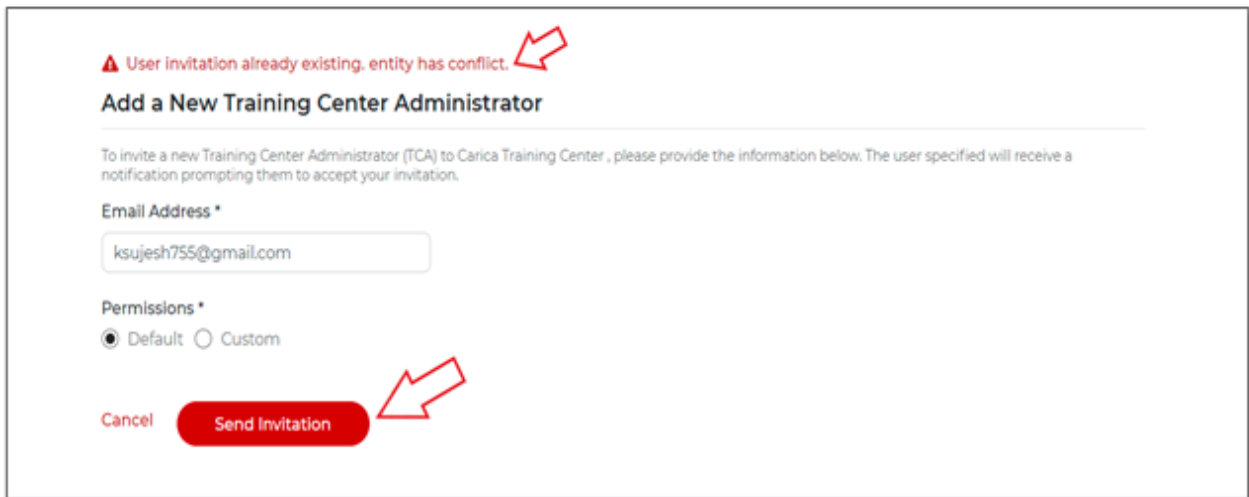 User invitation already existing. entity has conflict.
Add a New Training Center Administrator
To invite a new Training Center Administrator (TCA) to Carica Training Center , please provide the information below. The user specified will receive a
notification prompting them to accept your invitation.
Email Address *
ksujesh755@gmail.com
Permissions *
Default Custom
Cancel Send Invitation